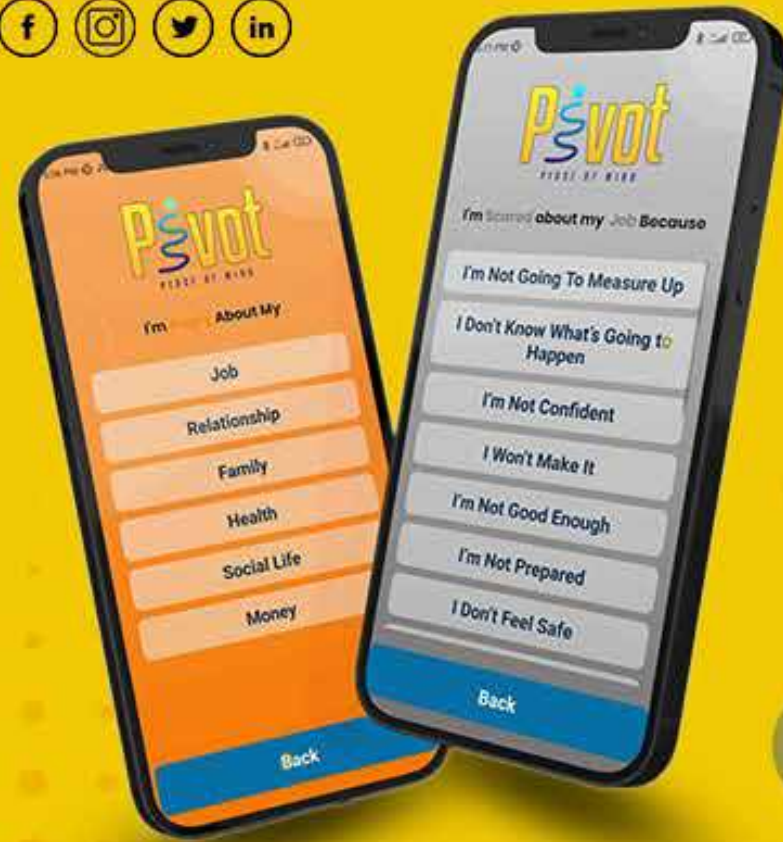 f
in
Pivot
PEACE OF MIND
I'm About My
Job
Relationship
Family
Health
Social Life
Money
Back
Pivot
PEACE OF MIND
I'm Scared about my Job Because
I'm Not Going To Measure Up
I Don't Know What's Going to
Happen
I'm Not Confident
I Won't Make It
I'm Not Good Enough
I'm Not Prepared
I Don't Feel Safe
Back